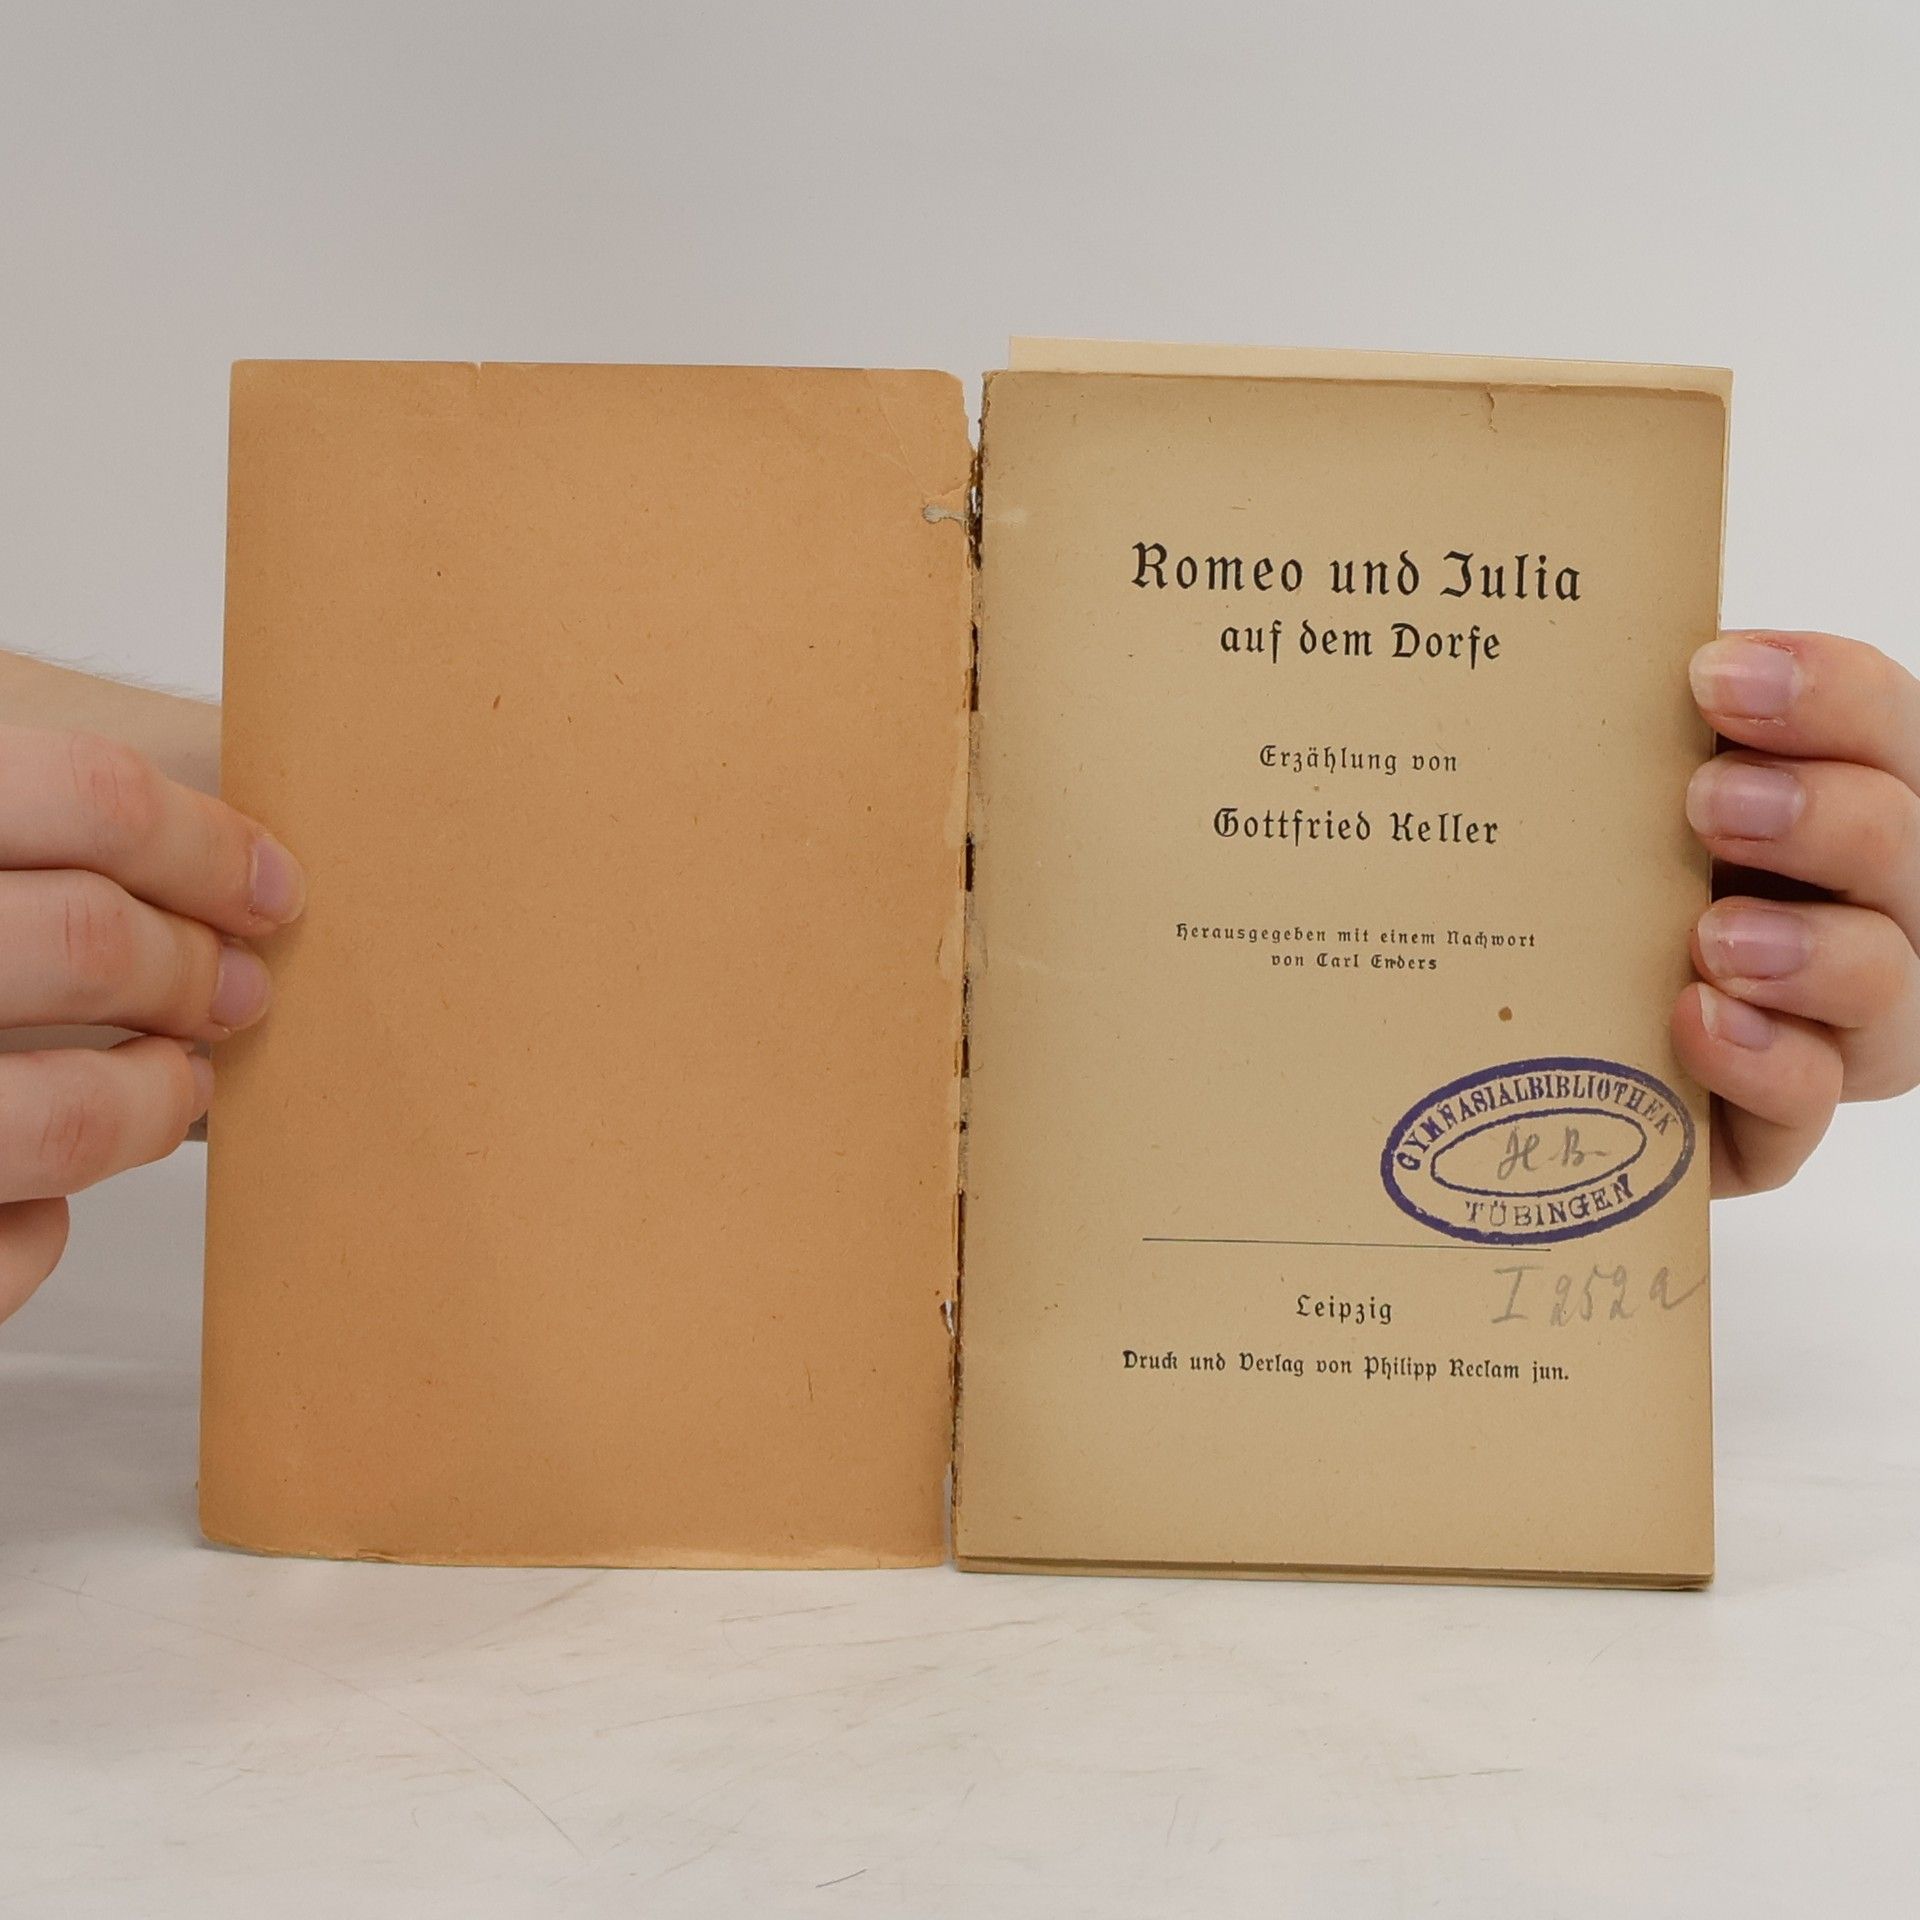 Romeo und Julia
auf dem Dorfe
Erzählung von
Gottfried Keller
Herausgegeben mit einem Nachwort
von Carl Enders
GYMNASIALBIBLIOTHEK
H. B.
TÜBINGEN
I 252 a
Leipzig
Druck und Verlag von Philipp Reclam jun.